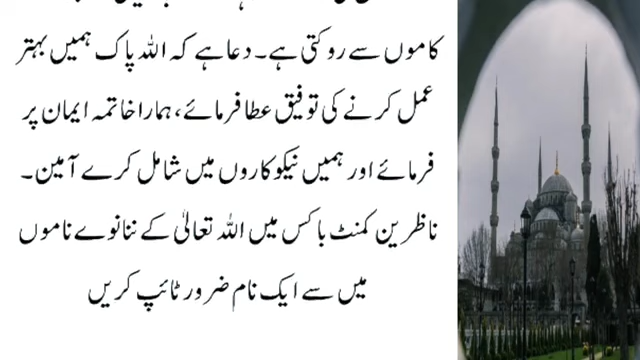 کاموں سے روکتی ہے۔ دعا ہے کہ اللہ پاک ہمیں بہتر
عمل کرنے کی توفیق عطا فرمائے، ہمارا خاتمہ ایمان پر
فرمائے اور ہمیں نیکوکاروں میں شامل کرے آمین۔
ناظرین کمنٹ باکس میں اللہ تعالیٰ کے ننانوے ناموں
میں سے ایک نام ضرور ٹائپ کریں